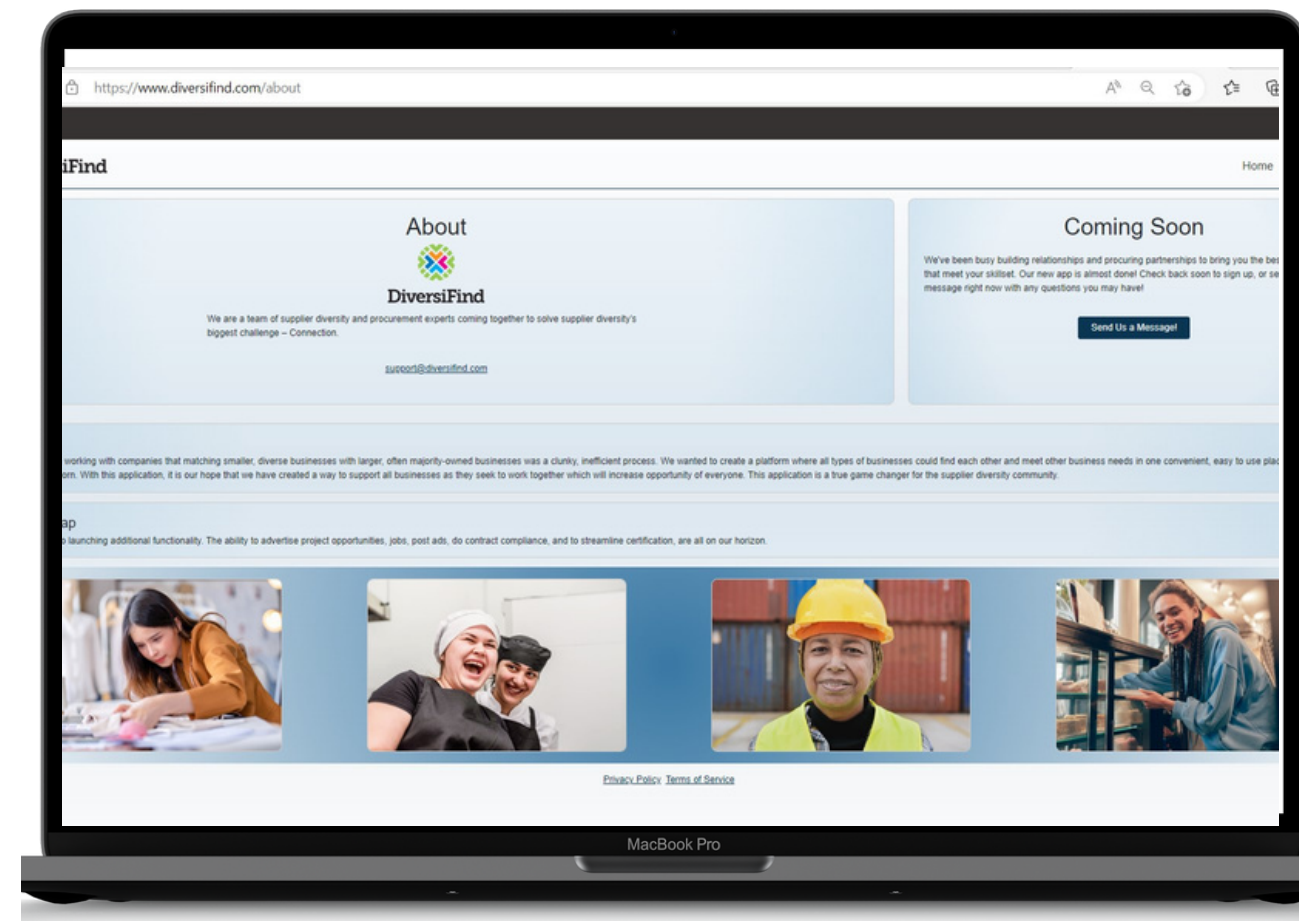 https://www.diversifind.com/about
iFind
Home
About
DiversiFind
We are a team of supplier diversity and procurement experts coming together to solve supplier diversity's
biggest challenge – Connection.
support@diversifind.com
Coming Soon
We've been busy building relationships and procuring partnerships to bring you the bes
that meet your skillset. Our new app is almost done! Check back soon to sign up, or se
message right now with any questions you may have!
Send Us a Message!
working with companies that matching smaller, diverse businesses with larger, often majority-owned businesses was a clunky, inefficient process. We wanted to create a platform where all types of businesses could find each other and meet other business needs in one convenient, easy to use plac
orn. With this application, it is our hope that we have created a way to support all businesses as they seek to work together which will increase opportunity of everyone. This application is a true game changer for the supplier diversity community.
ap
o launching additional functionality. The ability to advertise project opportunities, jobs, post ads, do contract compliance, and to streamline certification, are all on our horizon.
Privacy Policy Terms of Service
MacBook Pro